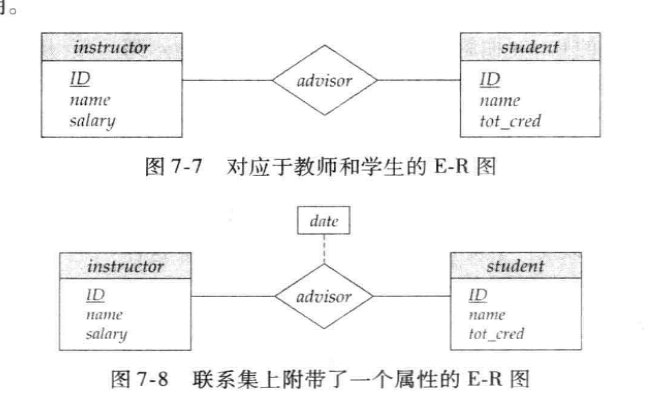 明。
instructor student
ID advisor ID
name name
salary tot_cred
图 7-7 对应于教师和学生的 E-R 图
date
instructor student
ID advisor ID
name name
salary tot_cred
图 7-8 联系集上附带了一个属性的 E-R 图